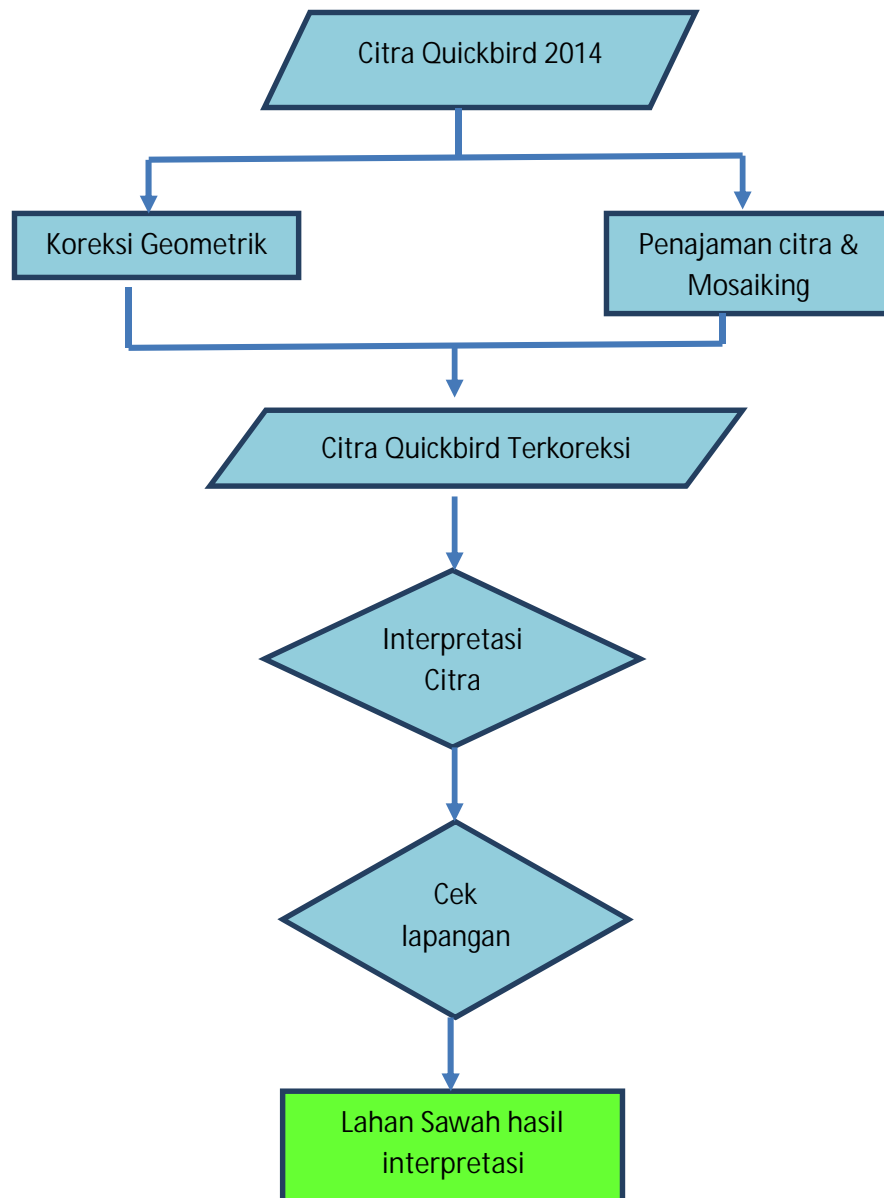 Citra Quickbird 2014
Koreksi Geometrik
Penajaman citra &
Mosaiking
Citra Quickbird Terkoreksi
Interpretasi
Citra
Cek
lapangan
Lahan Sawah hasil
interpretasi